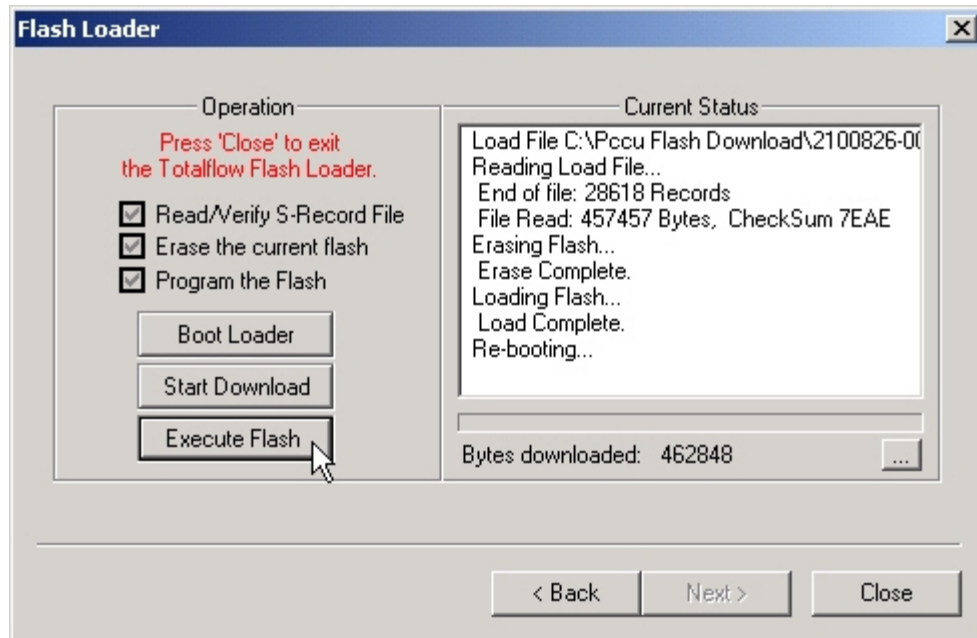 Flash Loader
Operation
Press 'Close' to exit
the Totalflow Flash Loader.
Read/Verify S-Record File
Erase the current flash
Program the Flash
Boot Loader
Start Download
Execute Flash
Current Status
Load File C:\Pccu Flash Download\2100826-00
Reading Load File...
End of file: 28618 Records
File Read: 457457 Bytes, CheckSum 7EAE
Erasing Flash...
Erase Complete.
Loading Flash...
Load Complete.
Re-booting...
Bytes downloaded: 462848
...
< Back
Next >
Close